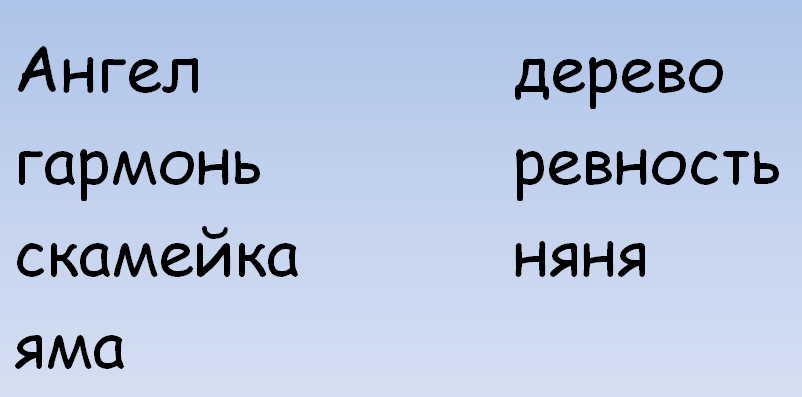 Ангел дерево
гармонь ревность
скамейка няня
яма